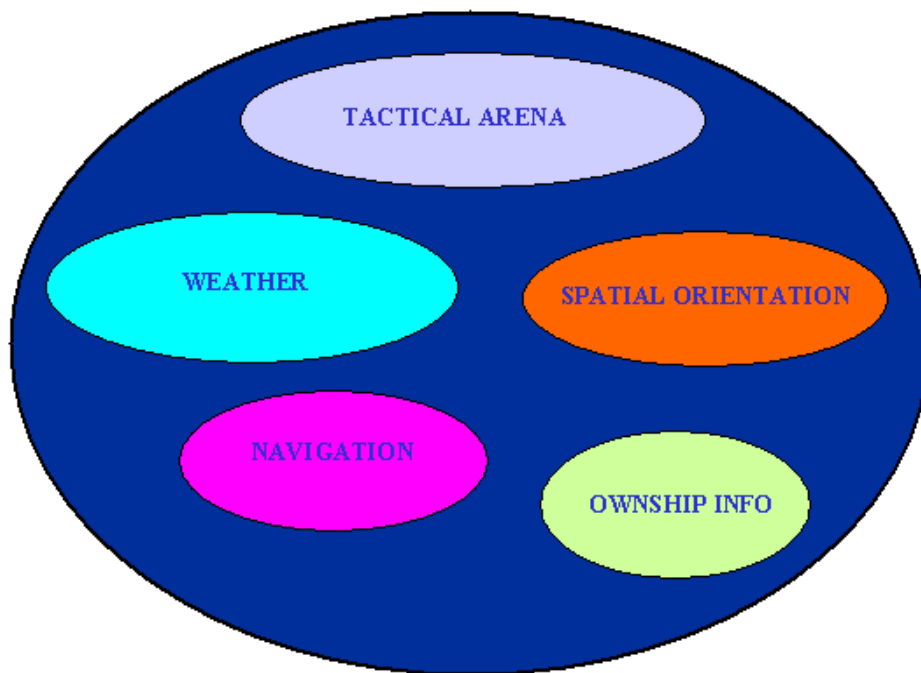 TACTICAL ARENA
WEATHER
SPATIAL ORIENTATION
NAVIGATION
OWNSHIP INFO